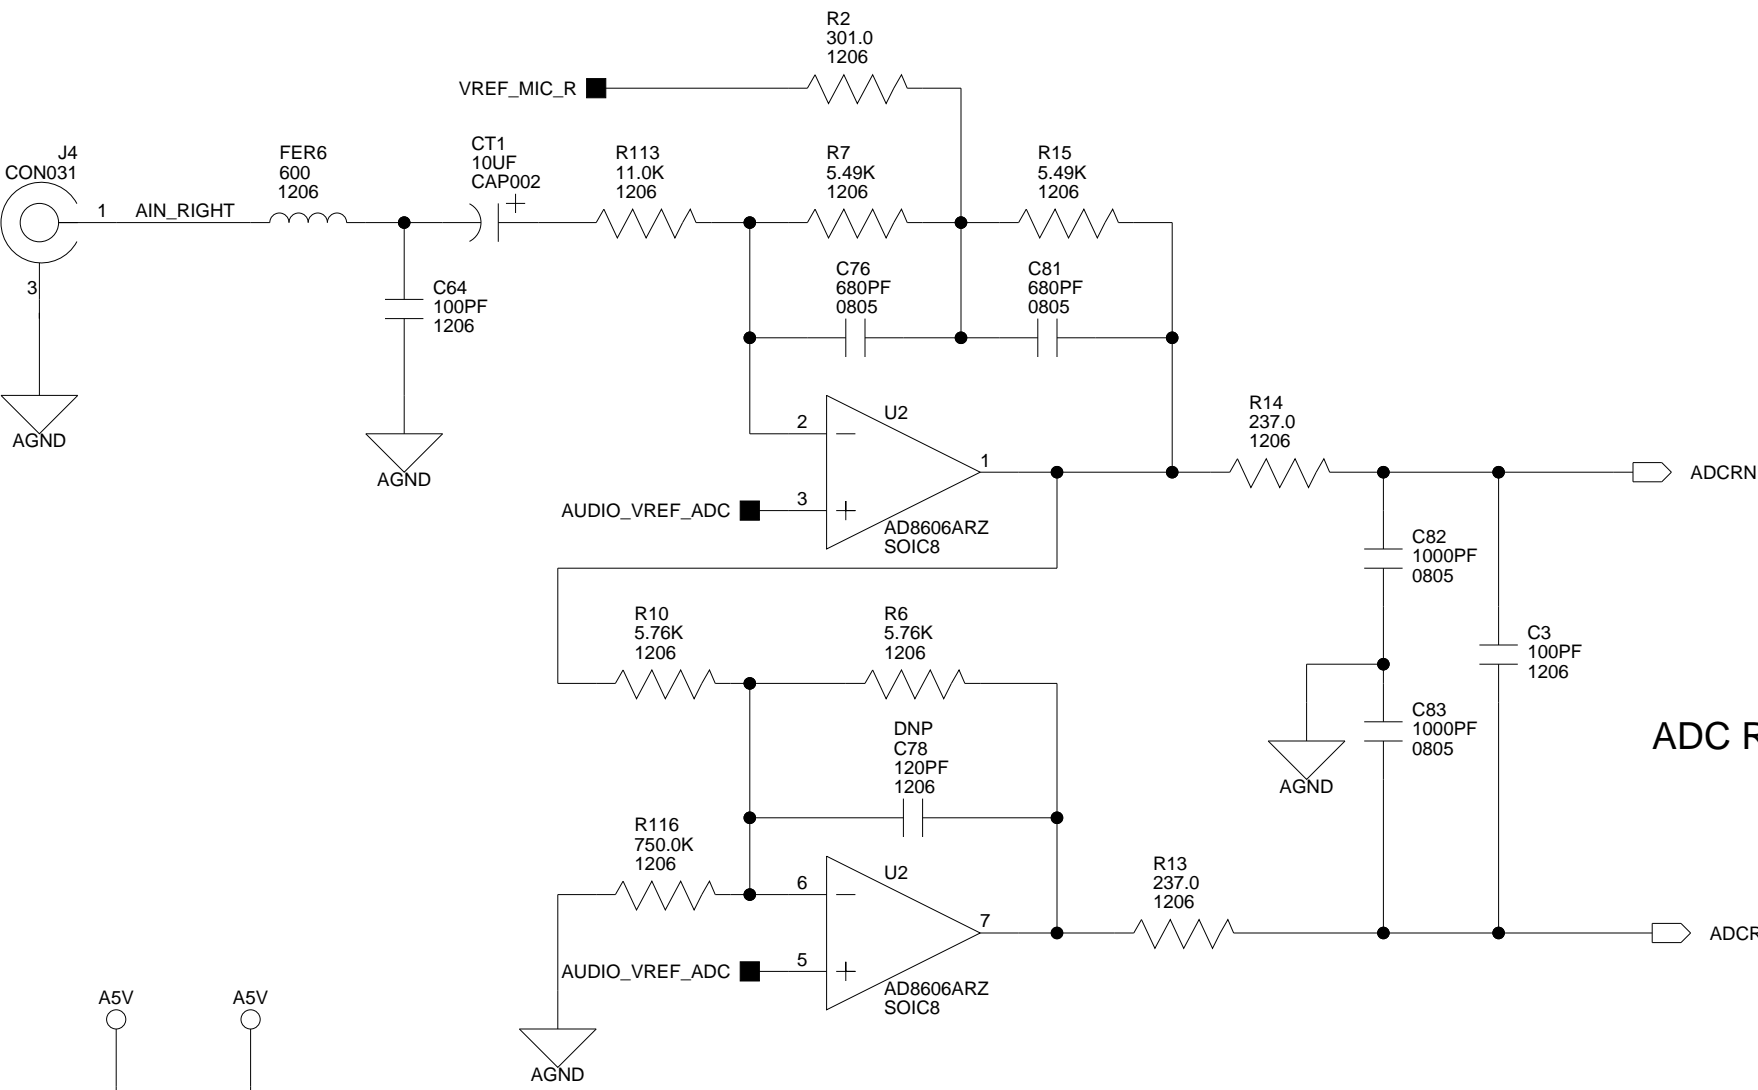 R2
301.0
1206
VREF_MIC_R
J4
CON031
1
AIN_RIGHT
3
AGND
FER6
600
1206
CT1
10UF
CAP002
+
R113
11.0K
1206
R7
5.49K
1206
R15
5.49K
1206
C64
100PF
1206
AGND
C76
680PF
0805
C81
680PF
0805
2
U2
1
3
AUDIO_VREF_ADC
AD8606ARZ
SOIC8
R14
237.0
1206
ADCRN
C82
1000PF
0805
R10
5.76K
1206
R6
5.76K
1206
C3
100PF
1206
DNP
C78
120PF
1206
C83
1000PF
0805
AGND
ADC R
R116
750.0K
1206
6
U2
7
5
AUDIO_VREF_ADC
AD8606ARZ
SOIC8
R13
237.0
1206
ADCR
AGND
A5V
A5V